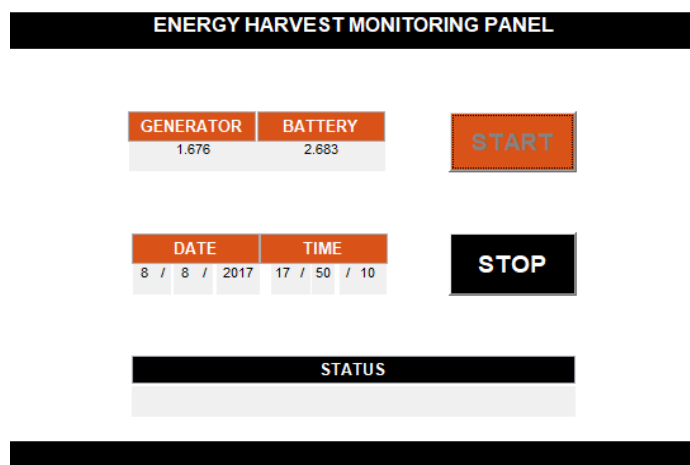 ENERGY HARVEST MONITORING PANEL
GENERATOR BATTERY
1.676 2.683
START
DATE TIME
8 / 8 / 2017 17 / 50 / 10
STOP
STATUS